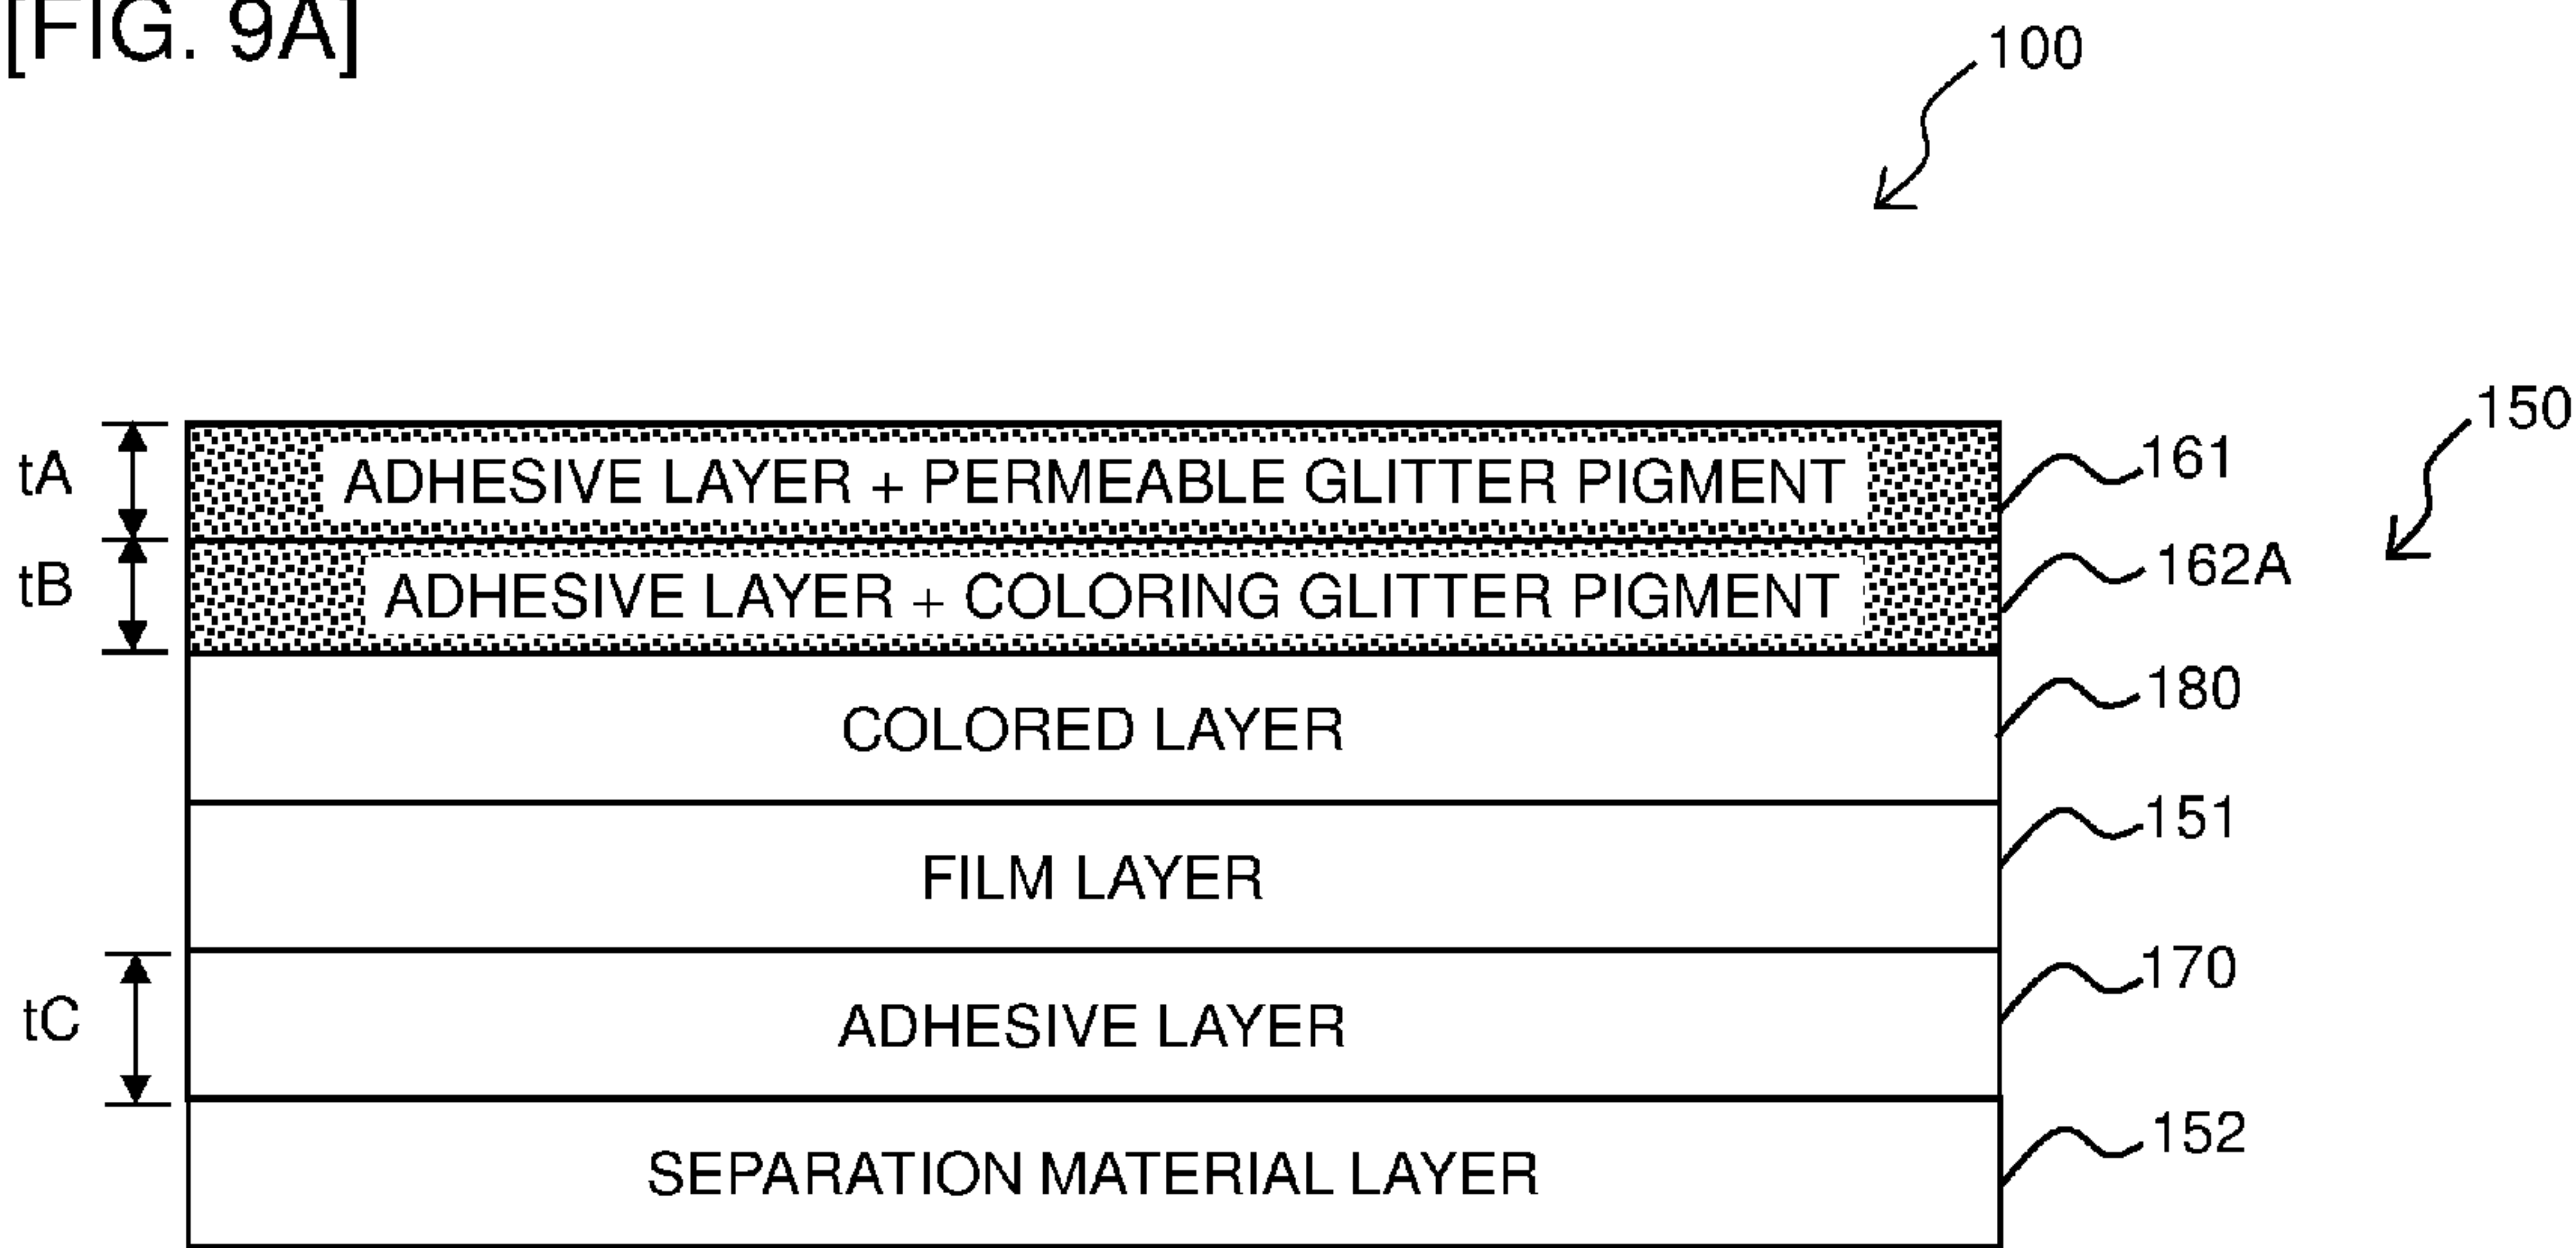 [FIG. 9A]
100
150
tA
ADHESIVE LAYER + PERMEABLE GLITTER PIGMENT
161
tB
ADHESIVE LAYER + COLORING GLITTER PIGMENT
162A
COLORED LAYER
180
FILM LAYER
151
tC
ADHESIVE LAYER
170
SEPARATION MATERIAL LAYER
152